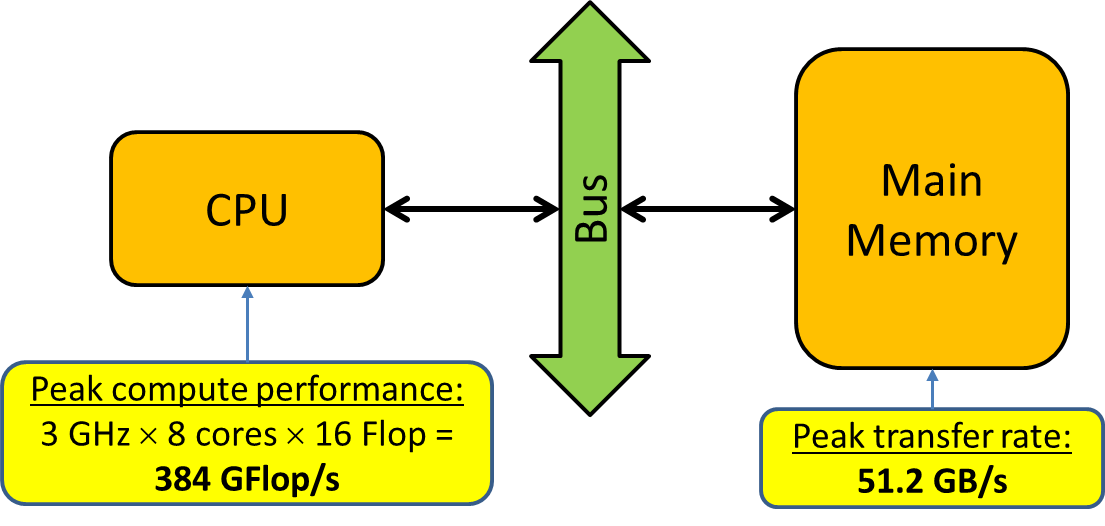 CPU
Bus
Main
Memory
Peak compute performance:
3 GHz × 8 cores × 16 Flop =
384 GFlop/s
Peak transfer rate:
51.2 GB/s